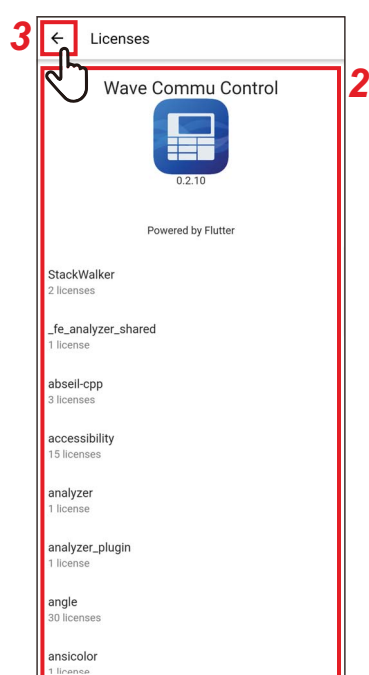 3
Licenses
2
Wave Commu Control
0.2.10
Powered by Flutter
StackWalker
2 licenses
_fe_analyzer_shared
1 license
abseil-cpp
3 licenses
accessibility
15 licenses
analyzer
1 license
analyzer_plugin
1 license
angle
30 licenses
ansicolor
1 license